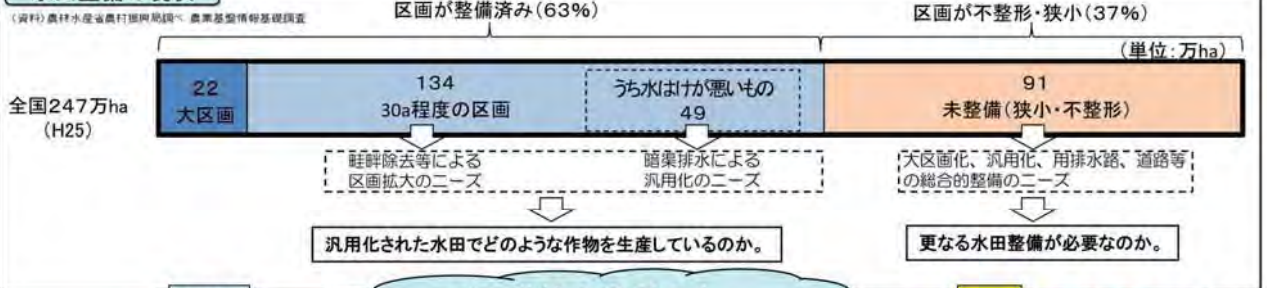 (資料)農林水産省農村振興局調べ 農業基盤情報基礎調査
区画が整備済み(63%)
区画が不整形・狭小(37%)
(単位:万ha)
全国247万ha
(H25)
22
大区画
134
30a程度の区画
うち水はけが悪いもの
49
91
未整備(狭小・不整形)
畦畔除去等による
区画拡大のニーズ
暗渠排水による
汎用化のニーズ
大区画化、汎用化、用排水路、道路等
の総合的整備のニーズ
汎用化された水田でどのような作物を生産しているのか。
更なる水田整備が必要なのか。